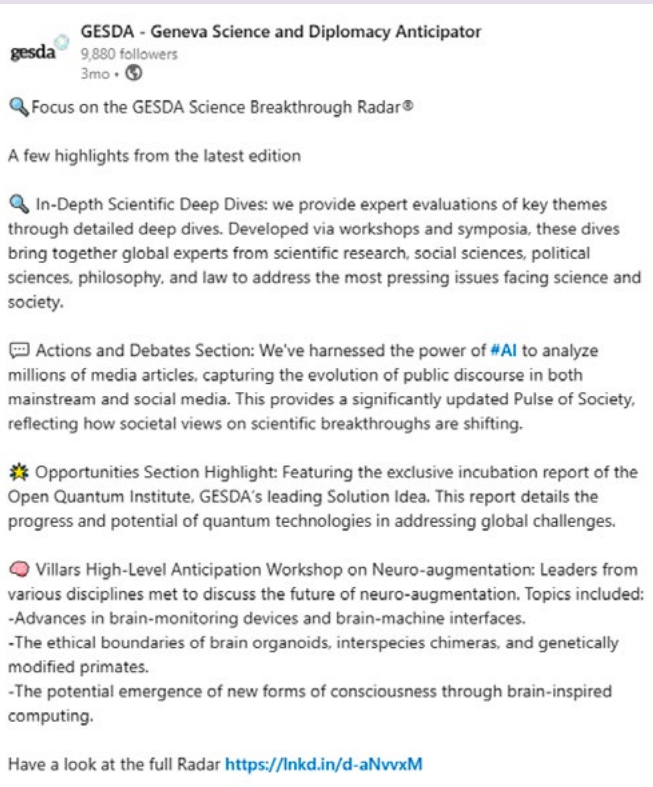 GESDA - Geneva Science and Diplomacy Anticipator
gesda
9,880 followers
3mo •
Focus on the GESDA Science Breakthrough Radar®
A few highlights from the latest edition
In-Depth Scientific Deep Dives: we provide expert evaluations of key themes
through detailed deep dives. Developed via workshops and symposia, these dives
bring together global experts from scientific research, social sciences, political
sciences, philosophy, and law to address the most pressing issues facing science and
society.
Actions and Debates Section: We've harnessed the power of #AI to analyze
millions of media articles, capturing the evolution of public discourse in both
mainstream and social media. This provides a significantly updated Pulse of Society,
reflecting how societal views on scientific breakthroughs are shifting.
Opportunities Section Highlight: Featuring the exclusive incubation report of the
Open Quantum Institute, GESDA's leading Solution Idea. This report details the
progress and potential of quantum technologies in addressing global challenges.
Villars High-Level Anticipation Workshop on Neuro-augmentation: Leaders from
various disciplines met to discuss the future of neuro-augmentation. Topics included:
-Advances in brain-monitoring devices and brain-machine interfaces.
-The ethical boundaries of brain organoids, interspecies chimeras, and genetically
modified primates.
-The potential emergence of new forms of consciousness through brain-inspired
computing.
Have a look at the full Radar https://lnkd.in/d-aNvvxM